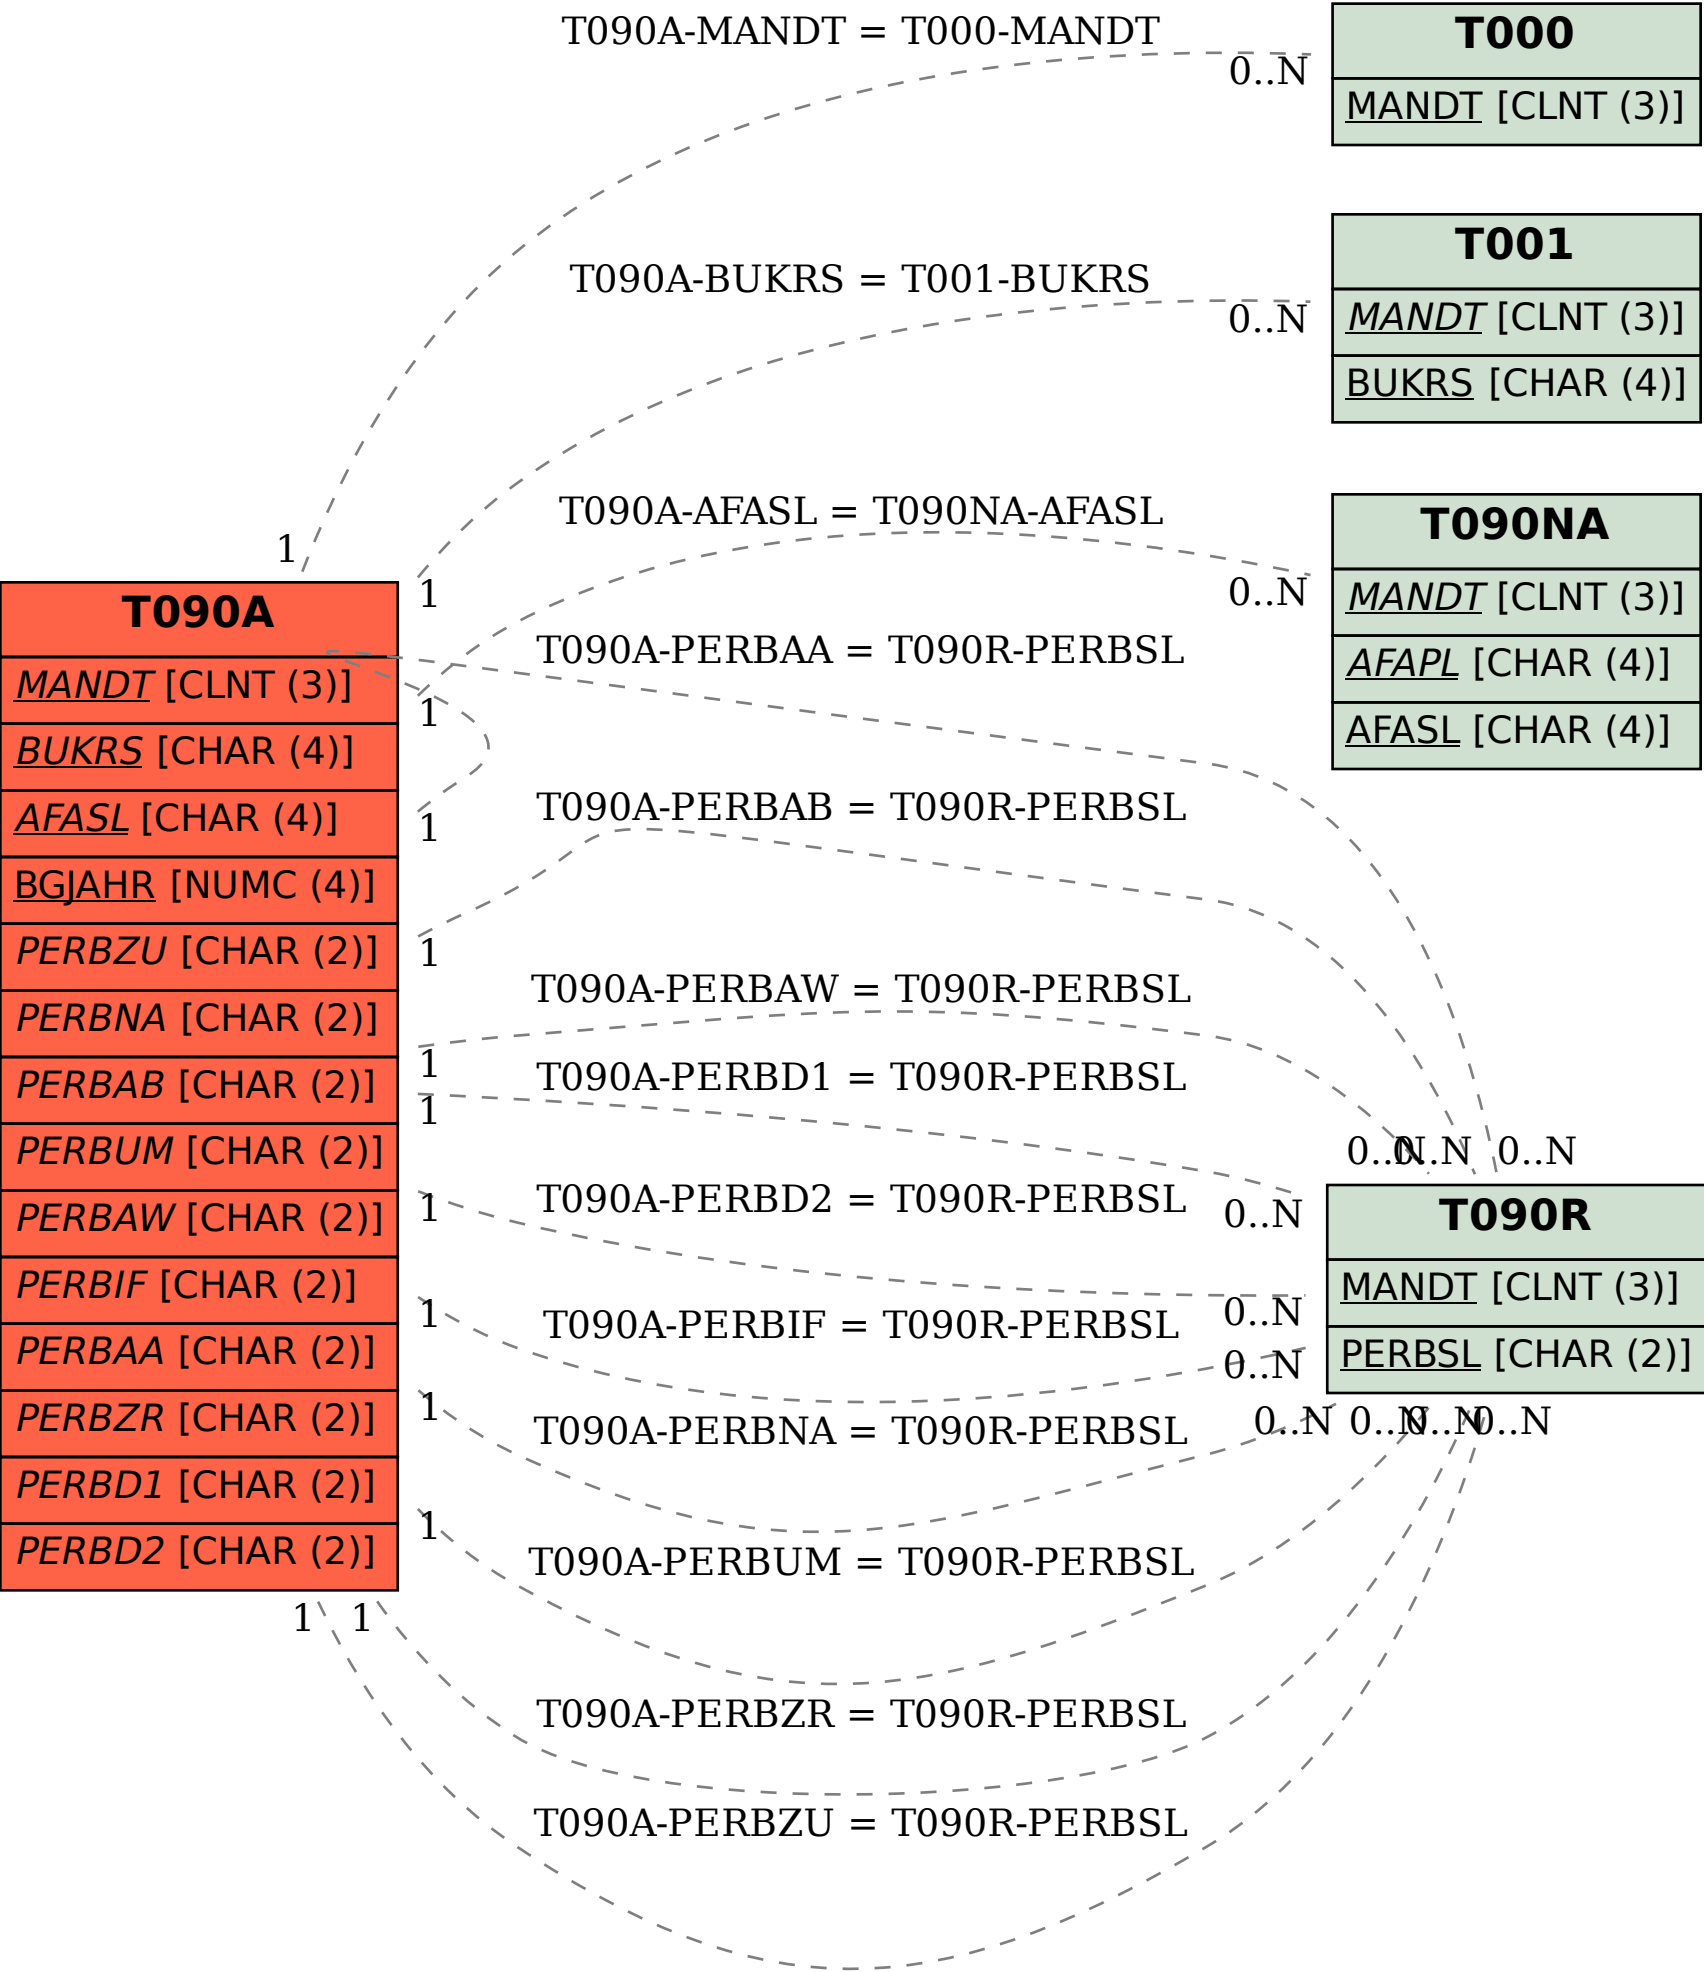 T090A-MANDT = T000-MANDT
0..N
T000
MANDT [CLNT (3)]
T090A-BUKRS = T001-BUKRS
0..N
T001
MANDT [CLNT (3)]
BUKRS [CHAR (4)]
T090A-AFASL = T090NA-AFASL
0..N
T090NA
MANDT [CLNT (3)]
AFAPL [CHAR (4)]
AFASL [CHAR (4)]
1
1
T090A
MANDT [CLNT (3)]
BUKRS [CHAR (4)]
AFASL [CHAR (4)]
BGJAHR [NUMC (4)]
PERBZU [CHAR (2)]
PERBNA [CHAR (2)]
PERBAB [CHAR (2)]
PERBUM [CHAR (2)]
PERBAW [CHAR (2)]
PERBIF [CHAR (2)]
PERBAA [CHAR (2)]
PERBZR [CHAR (2)]
PERBD1 [CHAR (2)]
PERBD2 [CHAR (2)]
T090A-PERBAA = T090R-PERBSL
1
T090A-PERBAB = T090R-PERBSL
1
1
T090A-PERBAW = T090R-PERBSL
1
T090A-PERBD1 = T090R-PERBSL
1
0..N
0..N
0..N
T090A-PERBD2 = T090R-PERBSL
1
0..N
T090R
MANDT [CLNT (3)]
PERBSL [CHAR (2)]
T090A-PERBIF = T090R-PERBSL
1
0..N
0..N
T090A-PERBNA = T090R-PERBSL
1
0..N
0..N
0..N
0..N
T090A-PERBUM = T090R-PERBSL
1
1
1
T090A-PERBZR = T090R-PERBSL
T090A-PERBZU = T090R-PERBSL